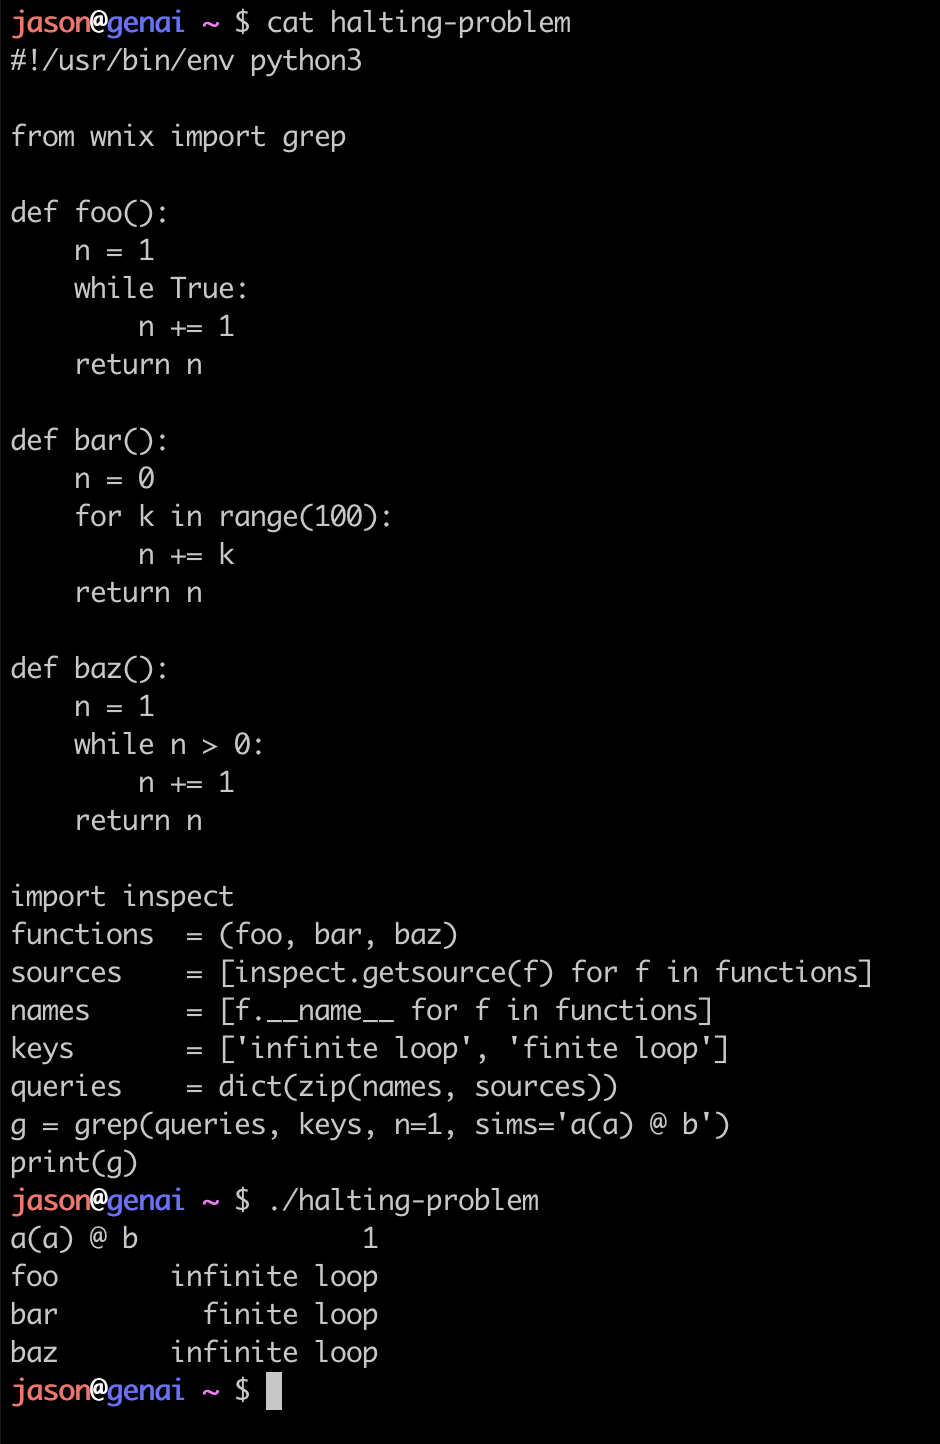 jason@genai ~ $ cat halting-problem
#!/usr/bin/env python3

from wnix import grep

def foo():
    n = 1
    while True:
        n += 1
    return n

def bar():
    n = 0
    for k in range(100):
        n += k
    return n

def baz():
    n = 1
    while n > 0:
        n += 1
    return n

import inspect
functions  = (foo, bar, baz)
sources    = [inspect.getsource(f) for f in functions]
names      = [f.__name__ for f in functions]
keys       = ['infinite loop', 'finite loop']
queries    = dict(zip(names, sources))
g = grep(queries, keys, n=1, sims='a(a) @ b')
print(g)
jason@genai ~ $ ./halting-problem
a(a) @ b              1
foo       infinite loop
bar         finite loop
baz       infinite loop
jason@genai ~ $